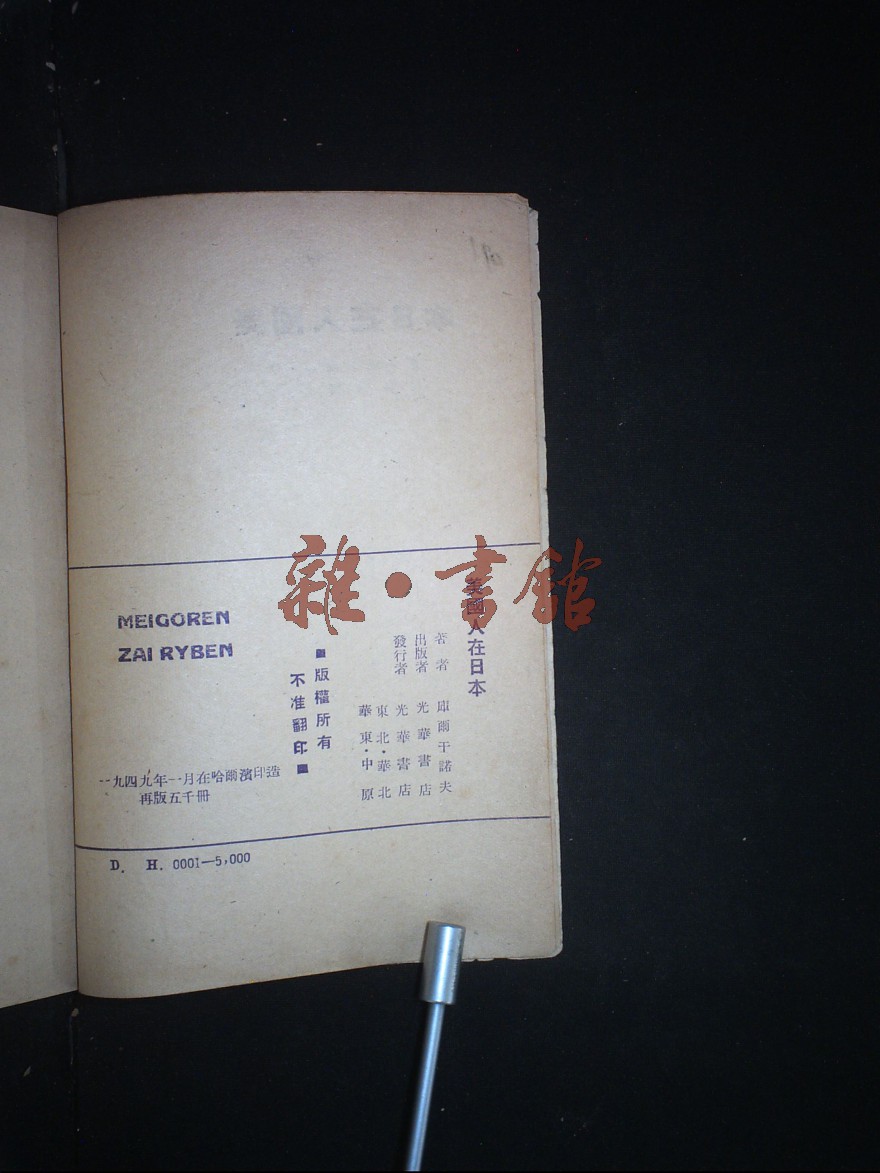 雜·書館
美國人在日本
著者 庫爾干諾夫
出版者 光華書店
發行者 光華書店
東北·華北
華東·中原
■版權所有
不准翻印■
MEIGOREN
ZAI RYBEN
一九四九年一月在哈爾濱印造
再版五千冊
D. H. 0001—5,000